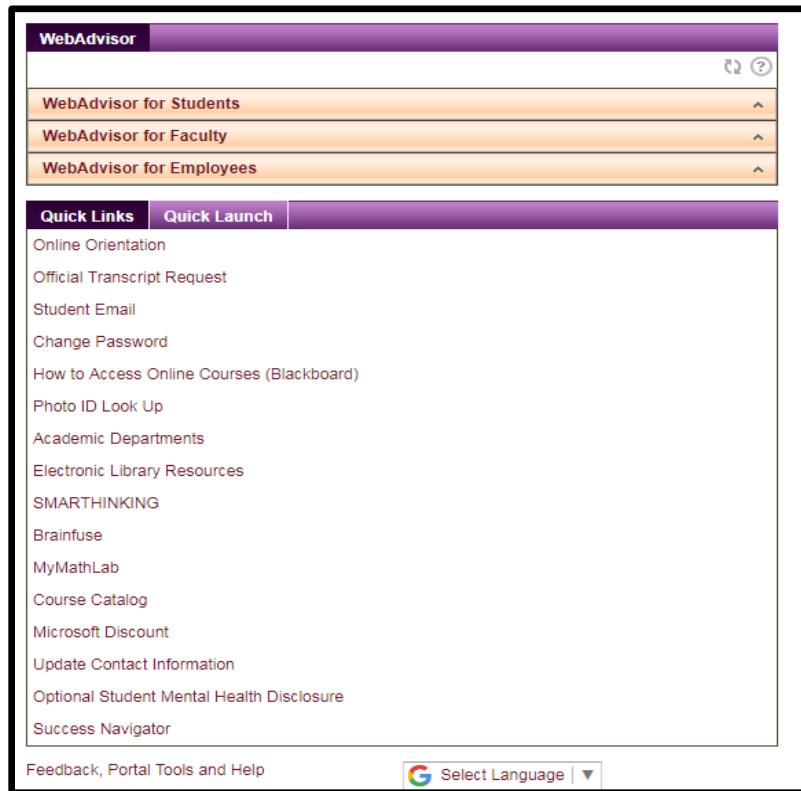 WebAdvisor
WebAdvisor for Students
WebAdvisor for Faculty
WebAdvisor for Employees
Quick Links Quick Launch
Online Orientation
Official Transcript Request
Student Email
Change Password
How to Access Online Courses (Blackboard)
Photo ID Look Up
Academic Departments
Electronic Library Resources
SMARTHINKING
Brainfuse
MyMathLab
Course Catalog
Microsoft Discount
Update Contact Information
Optional Student Mental Health Disclosure
Success Navigator
Feedback, Portal Tools and Help Select Language